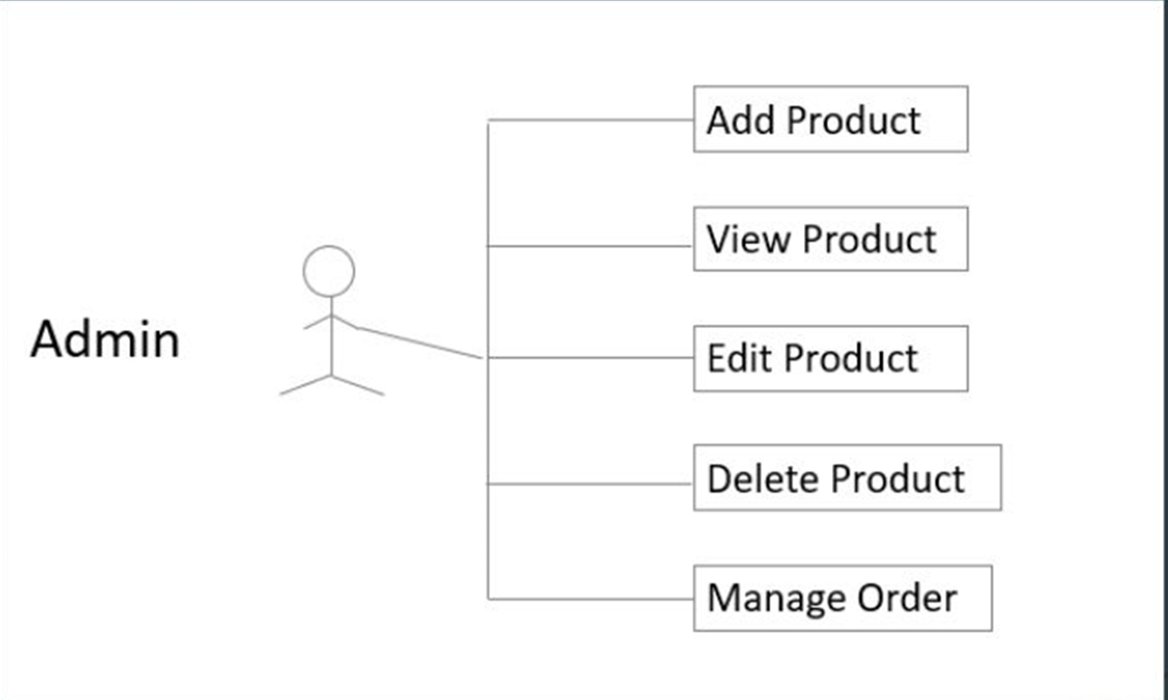 Add Product
View Product
Admin
Edit Product
Delete Product
Manage Order